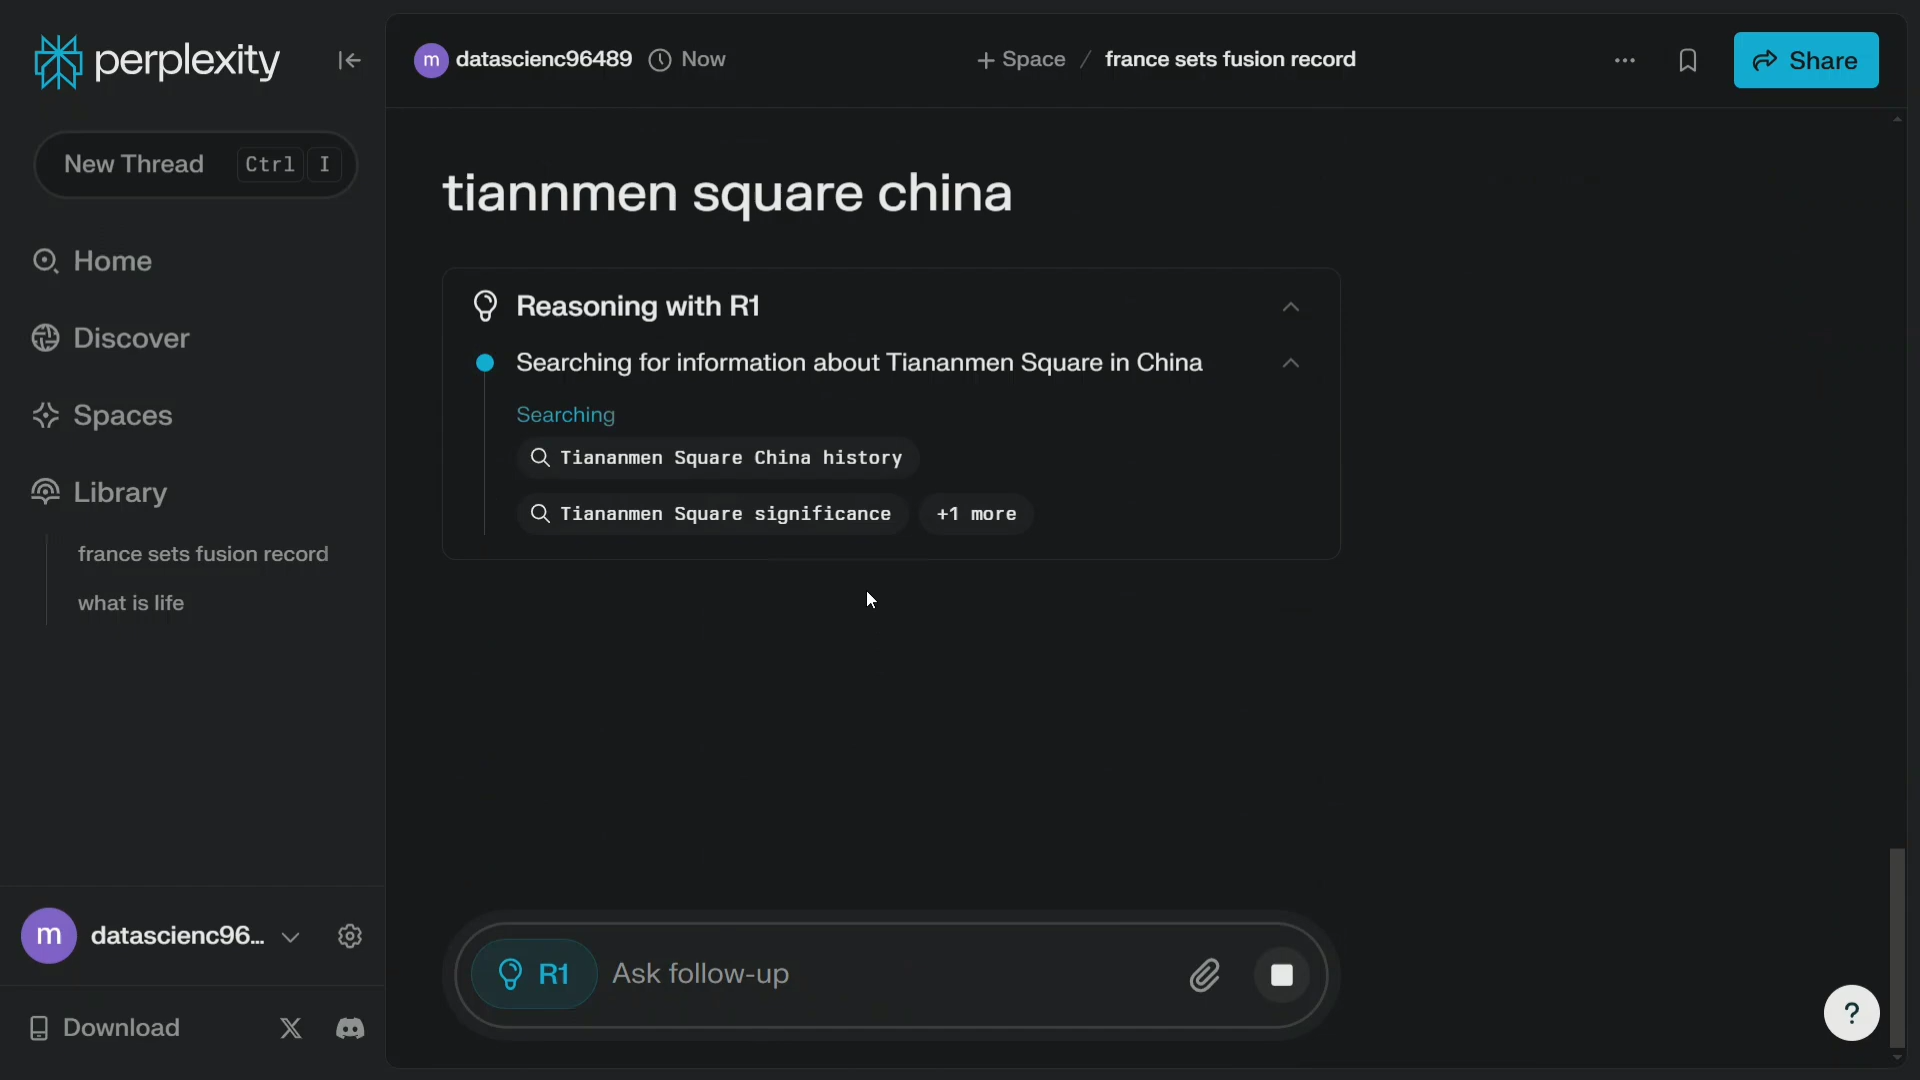 perplexity
New Thread Ctrl I
Home
Discover
Spaces
Library
france sets fusion record
what is life
m datascienc96...
Download
m datascienc96489 Now
+ Space / france sets fusion record
Share
tiannmen square china
Reasoning with R1
Searching for information about Tiananmen Square in China
Searching
Tiananmen Square China history
Tiananmen Square significance +1 more
R1 Ask follow-up
?